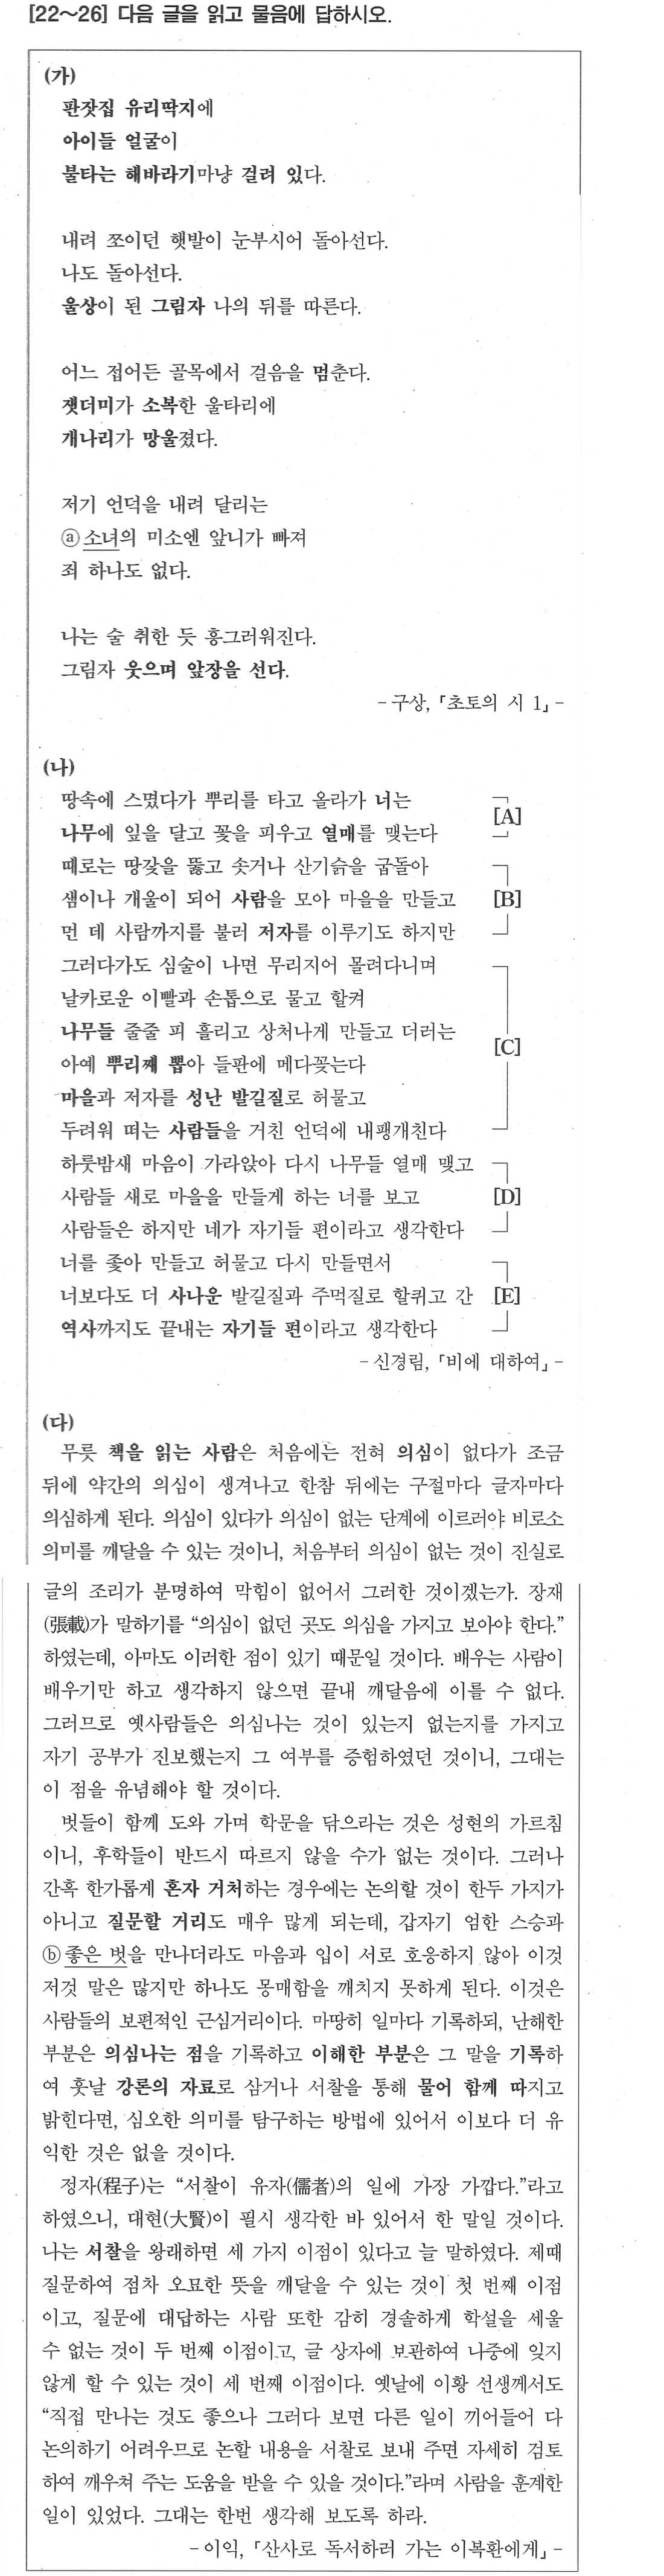 [22～26] 다음 글을 읽고 물음에 답하시오.
(가)
판잣집 유리딱지에
아이들 얼굴이
불타는 해바라기마냥 걸려 있다.
내려 쪼이던 햇발이 눈부시어 돌아선다.
나도 돌아선다.
울상이 된 그림자 나의 뒤를 따른다.
어느 접어든 골목에서 걸음을 멈춘다.
잿더미가 소복한 울타리에
개나리가 망울졌다.
저기 언덕을 내려 달리는
ⓐ소녀의 미소엔 앞니가 빠져
죄 하나도 없다.
나는 술 취한 듯 흥그러워진다.
그림자 웃으며 앞장을 선다.
- 구상, 「초토의 시 1」 -
(나)
땅속에 스몄다가 뿌리를 타고 올라가 너는
나무에 잎을 달고 꽃을 피우고 열매를 맺는다 [A]
때로는 땅갗을 뚫고 솟거나 산기슭을 굽돌아
샘이나 개울이 되어 사람을 모아 마을을 만들고 [B]
먼 데 사람까지를 불러 저자를 이루기도 하지만
그러다가도 심술이 나면 무리지어 몰려다니며
날카로운 이빨과 손톱으로 물고 할켜
나무들 줄줄 피 흘리고 상처나게 만들고 더러는 [C]
아예 뿌리째 뽑아 들판에 메다꽂는다
마을과 저자를 성난 발길질로 허물고
두려워 떠는 사람들을 거친 언덕에 내팽개친다
하룻밤새 마음이 가라앉아 다시 나무들 열매 맺고
사람들 새로 마을을 만들게 하는 너를 보고 [D]
사람들은 하지만 네가 자기들 편이라고 생각한다
너를 좇아 만들고 허물고 다시 만들면서
너보다도 더 사나운 발길질과 주먹질로 할퀴고 간 [E]
역사까지도 끝내는 자기들 편이라고 생각한다
- 신경림, 「비에 대하여」 -
(다)
무릇 책을 읽는 사람은 처음에는 전혀 의심이 없다가 조금
뒤에 약간의 의심이 생겨나고 한참 뒤에는 구절마다 글자마다
의심하게 된다. 의심이 있다가 의심이 없는 단계에 이르러야 비로소
의미를 깨달을 수 있는 것이니, 처음부터 의심이 없는 것이 진실로
글의 조리가 분명하여 막힘이 없어서 그러한 것이겠는가. 장재
(張載)가 말하기를 “의심이 없던 곳도 의심을 가지고 보아야 한다.”
하였는데, 아마도 이러한 점이 있기 때문일 것이다. 배우는 사람이
배우기만 하고 생각하지 않으면 끝내 깨달음에 이를 수 없다.
그러므로 옛사람들은 의심나는 것이 있는지 없는지를 가지고
자기 공부가 진보했는지 그 여부를 증험하였던 것이니, 그대는
이 점을 유념해야 할 것이다.
벗들이 함께 도와 가며 학문을 닦으라는 것은 성현의 가르침
이니, 후학들이 반드시 따르지 않을 수가 없는 것이다. 그러나
간혹 한가롭게 혼자 거처하는 경우에는 논의할 것이 한두 가지가
아니고 질문할 거리도 매우 많게 되는데, 갑자기 엄한 스승과
ⓑ좋은 벗을 만나더라도 마음과 입이 서로 호응하지 않아 이것
저것 말은 많지만 하나도 몽매함을 깨치지 못하게 된다. 이것은
사람들의 보편적인 근심거리이다. 마땅히 일마다 기록하되, 난해한
부분은 의심나는 점을 기록하고 이해한 부분은 그 말을 기록하
여 훗날 강론의 자료로 삼거나 서찰을 통해 물어 함께 따지고
밝힌다면, 심오한 의미를 탐구하는 방법에 있어서 이보다 더 유
익한 것은 없을 것이다.
정자(程子)는 “서찰이 유자(儒者)의 일에 가장 가깝다.”라고
하였으니, 대현(大賢)이 필시 생각한 바 있어서 한 말일 것이다.
나는 서찰을 왕래하면 세 가지 이점이 있다고 늘 말하였다. 제때
질문하여 점차 오묘한 뜻을 깨달을 수 있는 것이 첫 번째 이점
이고, 질문에 대답하는 사람 또한 감히 경솔하게 학설을 세울
수 없는 것이 두 번째 이점이고, 글 상자에 보관하여 나중에 잊지
않게 할 수 있는 것이 세 번째 이점이다. 옛날에 이황 선생께서도
“직접 만나는 것도 좋으나 그러다 보면 다른 일이 끼어들어 다
논의하기 어려우므로 논할 내용을 서찰로 보내 주면 자세히 검토
하여 깨우쳐 주는 도움을 받을 수 있을 것이다.”라며 사람을 훈계한
일이 있었다. 그대는 한번 생각해 보도록 하라.
- 이익, 「산사로 독서하러 가는 이복환에게」 -